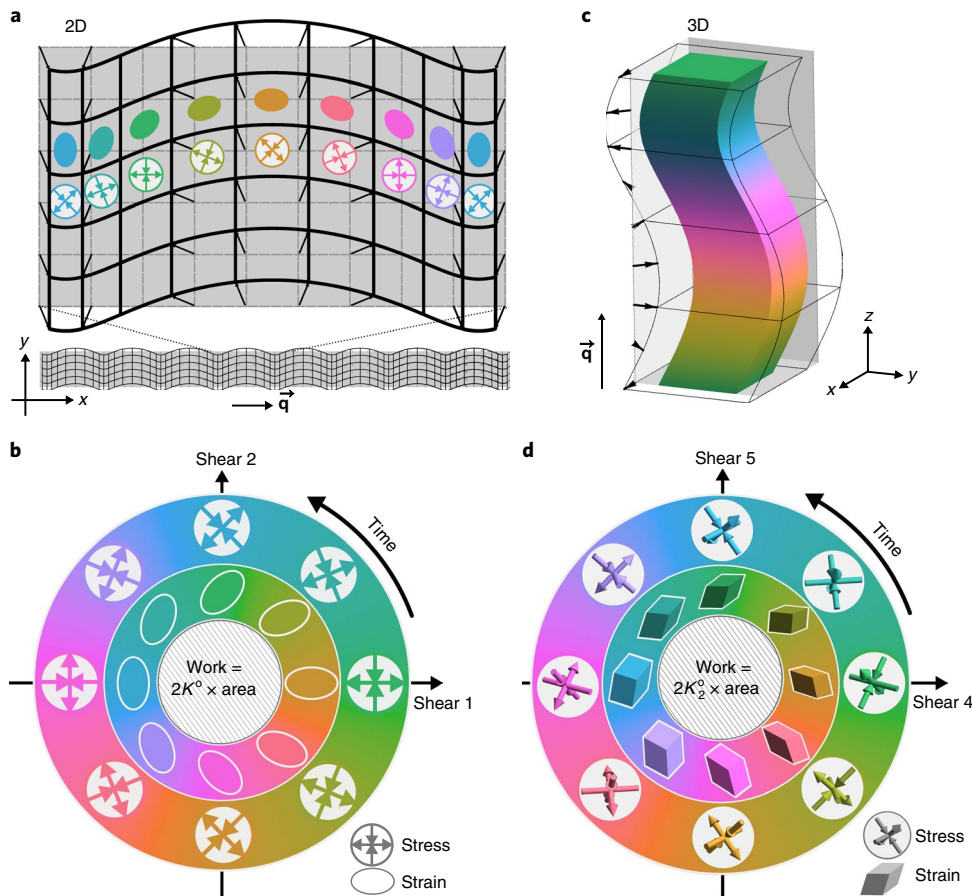 a
2D
y
x
q
c
3D
q
z
y
x
b
Shear 2
Time
Work =
2K° × area
Shear 1
Stress
Strain
d
Shear 5
Time
Work =
2K°₂ × area
Shear 4
Stress
Strain